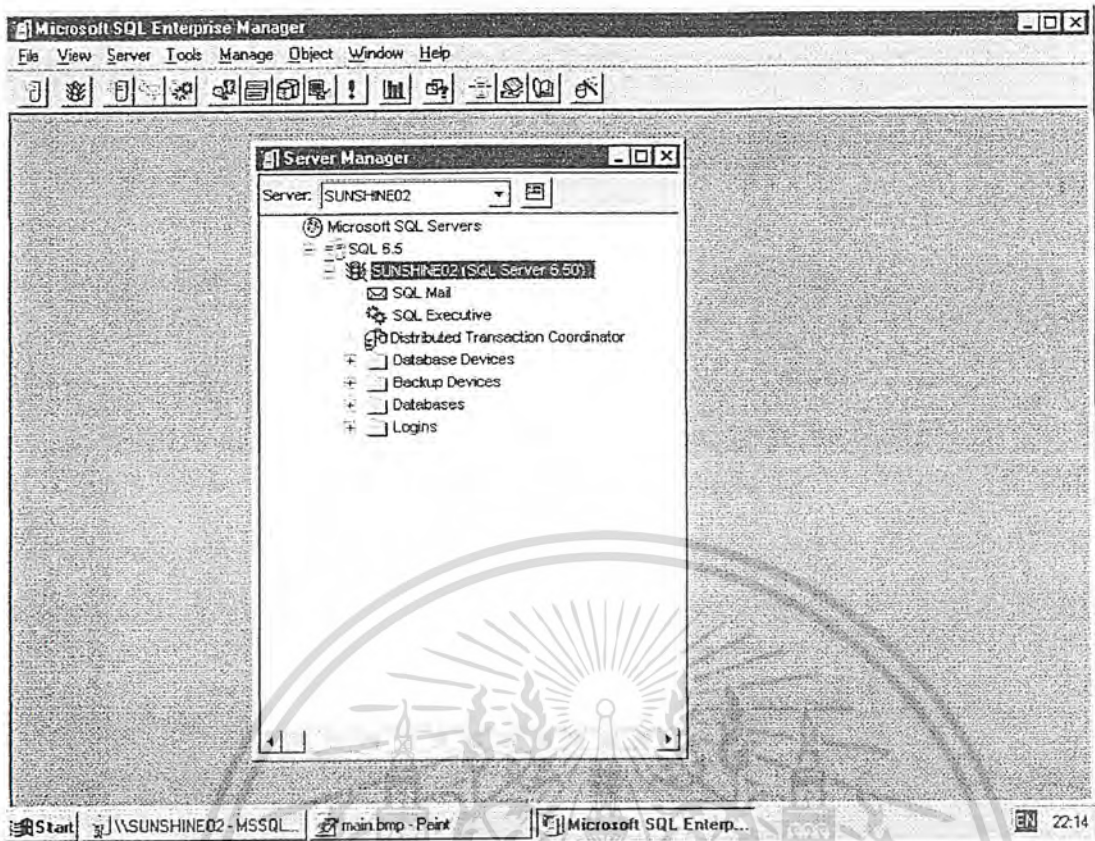 Microsoft SQL Enterprise Manager
File View Server Tools Manage Object Window Help
Server Manager
Server: SUNSHINE02
Microsoft SQL Servers
SQL 6.5
SUNSHINE02 (SQL Server 6.50)
SQL Mail
SQL Executive
Distributed Transaction Coordinator
Database Devices
Backup Devices
Databases
Logins
Start \\SUNSHINE02 - MSSQL... main.bmp - Paint Microsoft SQL Enterp... EN 22:14